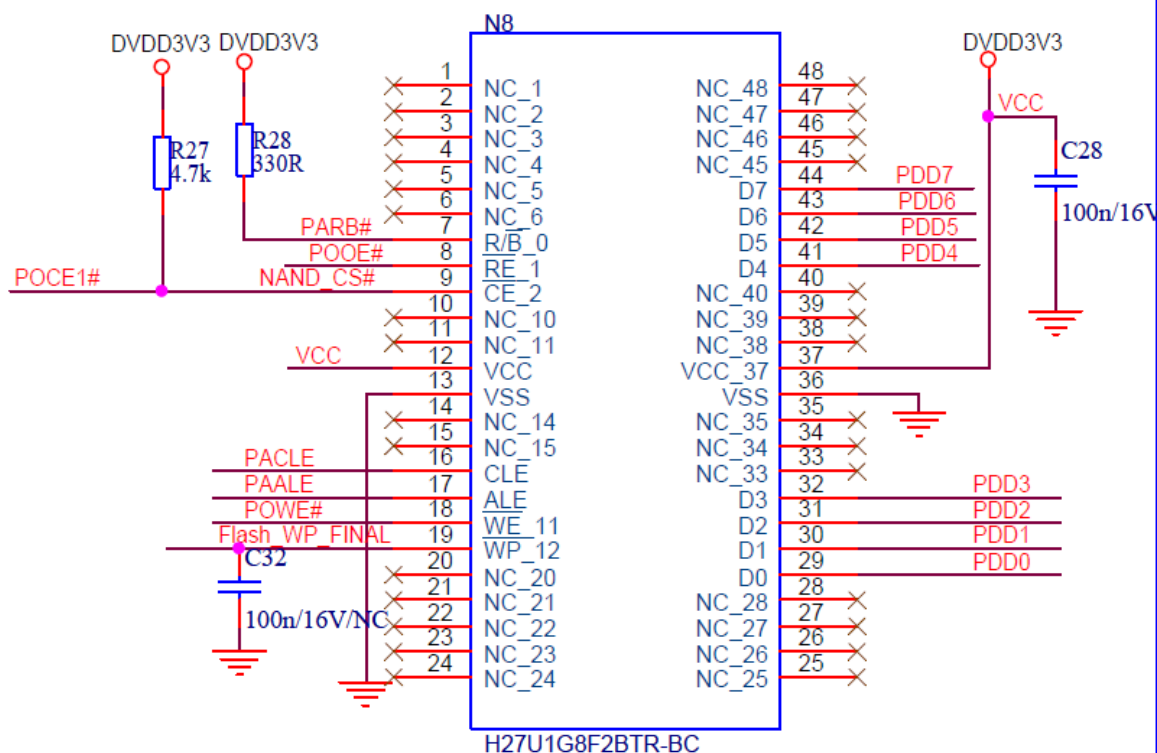 N8
DVDD3V3 DVDD3V3 DVDD3V3
1 NC_1 NC_48 48
2 NC_2 NC_47 47
VCC
3 NC_3 NC_46 46
R27 4.7k
R28 330R
4 NC_4 NC_45 45
C28
5 NC_5 D7 44 PDD7
6 NC_6 D6 43 PDD6
100n/16V
PARB# 7 R/B_0 D5 42 PDD5
POOE# 8 RE_1 D4 41 PDD4
POCE1# NAND_CS# 9 CE_2 NC_40 40
10 NC_10 NC_39 39
11 NC_11 NC_38 38
VCC 12 VCC VCC_37 37
13 VSS VSS 36
14 NC_14 NC_35 35
15 NC_15 NC_34 34
PACLE 16 CLE NC_33 33
PAALE 17 ALE D3 32 PDD3
POWE# 18 WE_11 D2 31 PDD2
Flash_WP_FINAL 19 WP_12 D1 30 PDD1
C32
20 NC_20 D0 29 PDD0
21 NC_21 NC_28 28
100n/16V/NC
22 NC_22 NC_27 27
23 NC_23 NC_26 26
24 NC_24 NC_25 25
H27U1G8F2BTR-BC